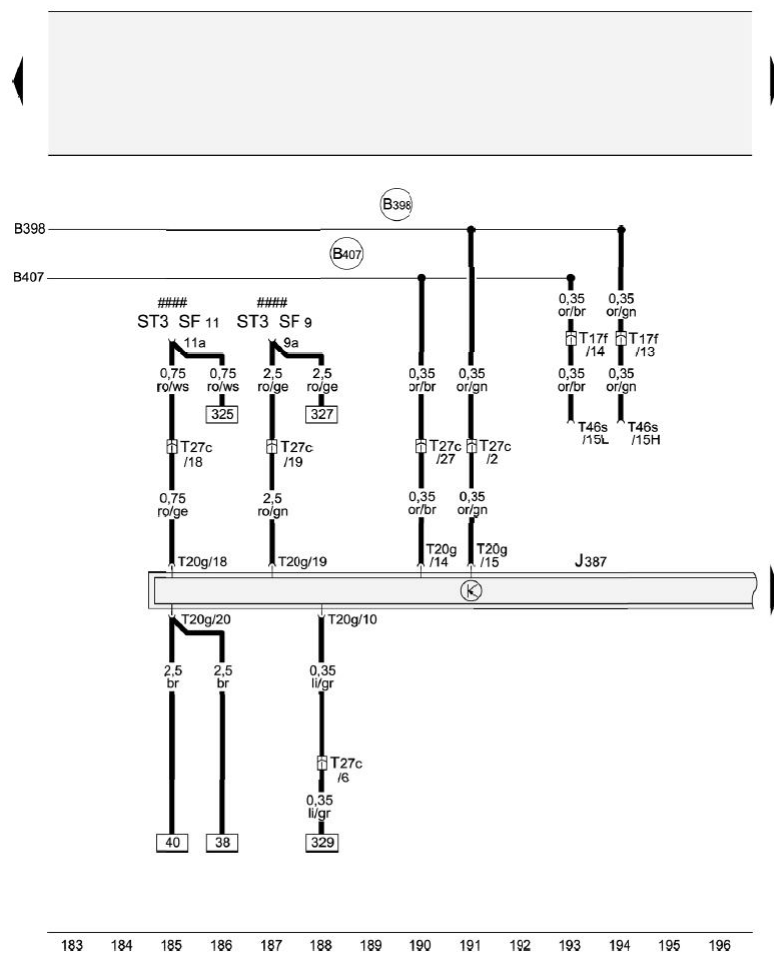 B398
B398
B407
B407
####
####
ST3 SF 11
ST3 SF 9
11a
9a
0,35
or/br
0,35
or/gn
T17f
/14
T17f
/13
0,75
ro/ws
0,75
ro/ws
2,5
ro/ge
2,5
ro/ge
0,35
or/br
0,35
or/gn
0,35
or/br
0,35
or/gn
325
327
T46s
/15L
T46s
/15H
T27c
/18
T27c
/19
T27c
/27
T27c
/2
0,75
ro/ge
2,5
ro/gn
0,35
or/br
0,35
or/gn
T20g/18
T20g/19
T20g
/14
T20g
/15
J387
T20g/20
T20g/10
2,5
br
2,5
br
0,35
li/gr
T27c
/6
0,35
li/gr
40
38
329
183 184 185 186 187 188 189 190 191 192 193 194 195 196